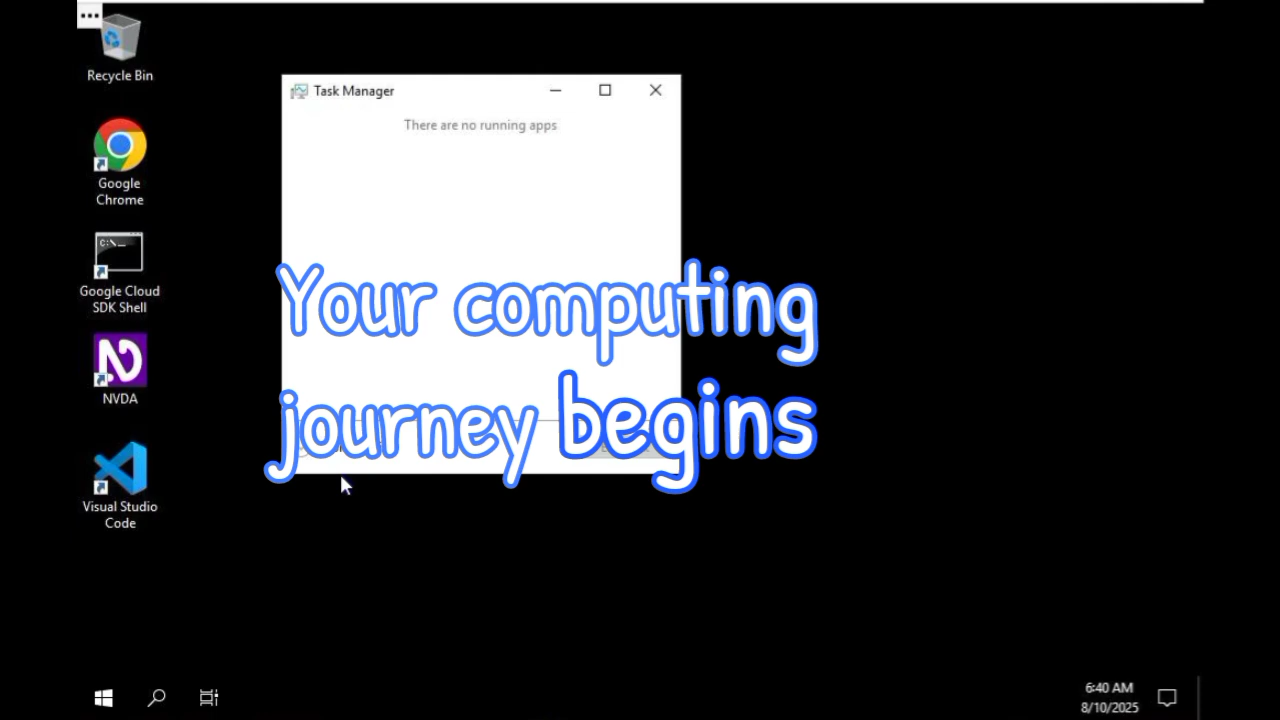 Recycle Bin
Task Manager
There are no running apps
Google
Chrome
C:\._
Google Cloud
SDK Shell
NVDA
Visual Studio
Code
Your computing
journey begins
6:40 AM
8/10/2025